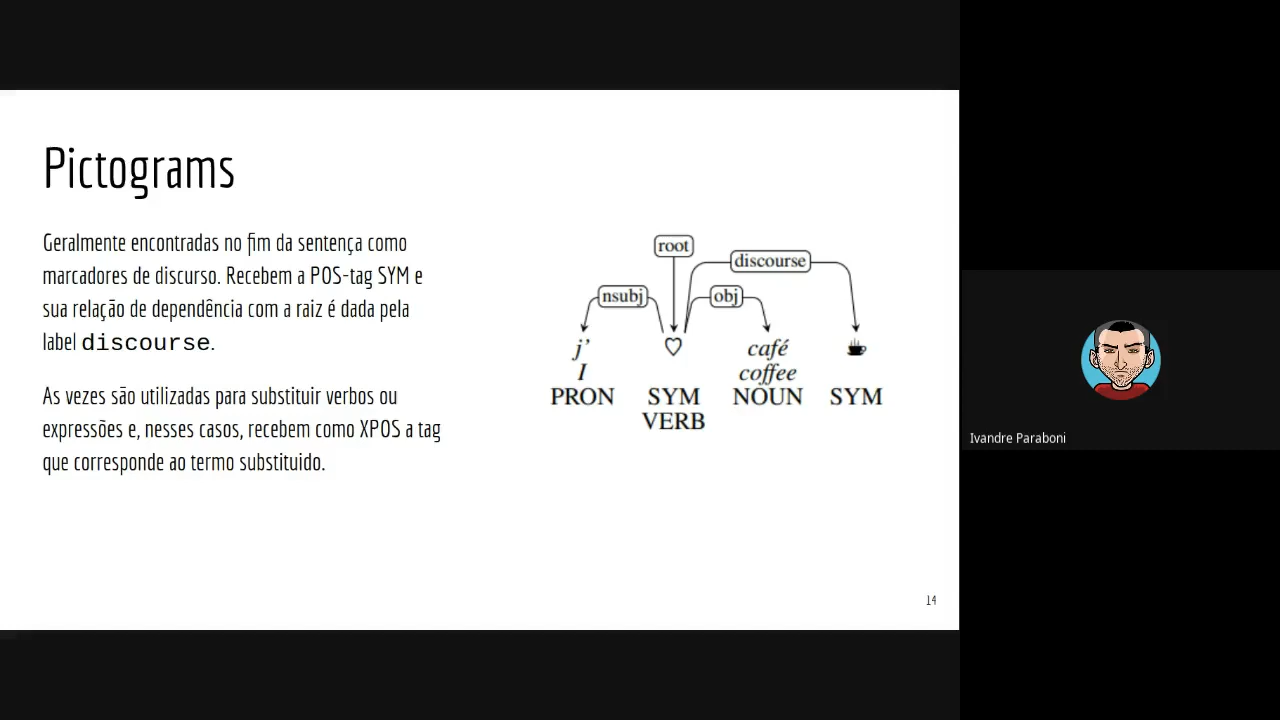 Pictograms
Geralmente encontradas no fim da sentença como
marcadores de discurso. Recebem a POS-tag SYM e
sua relação de dependência com a raiz é dada pela
label discourse.
As vezes são utilizadas para substituir verbos ou
expressões e, nesses casos, recebem como XPOS a tag
que corresponde ao termo substituido.
root
discourse
nsubj obj
j' ♡ café ☕
I coffee
PRON SYM NOUN SYM
VERB
14
Ivandre Paraboni